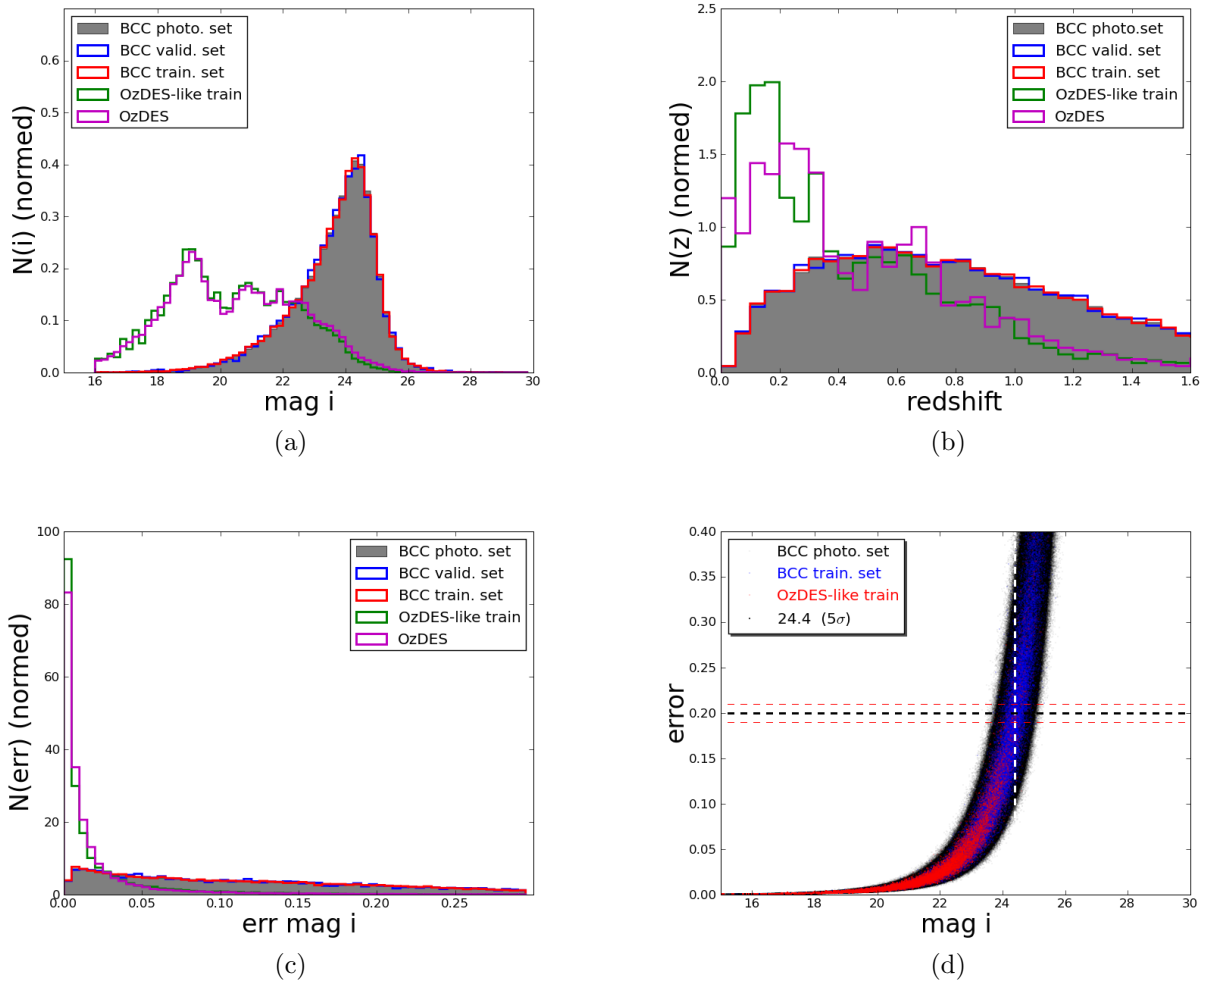 BCC photo. set
BCC valid. set
BCC train. set
OzDES-like train
OzDES
N(i) (normed)
0.0 0.1 0.2 0.3 0.4 0.5 0.6
16 18 20 22 24 26 28 30
mag i
(a)
BCC photo.set
BCC valid. set
BCC train. set
OzDES-like train
OzDES
N(z) (normed)
0.0 0.5 1.0 1.5 2.0 2.5
0.0 0.2 0.4 0.6 0.8 1.0 1.2 1.4 1.6
redshift
(b)
BCC photo. set
BCC valid. set
BCC train. set
OzDES-like train
OzDES
N(err) (normed)
0 20 40 60 80 100
0.00 0.05 0.10 0.15 0.20 0.25
err mag i
(c)
BCC photo. set
BCC train. set
OzDES-like train
24.4 (5σ)
error
0.00 0.05 0.10 0.15 0.20 0.25 0.30 0.35 0.40
16 18 20 22 24 26 28 30
mag i
(d)